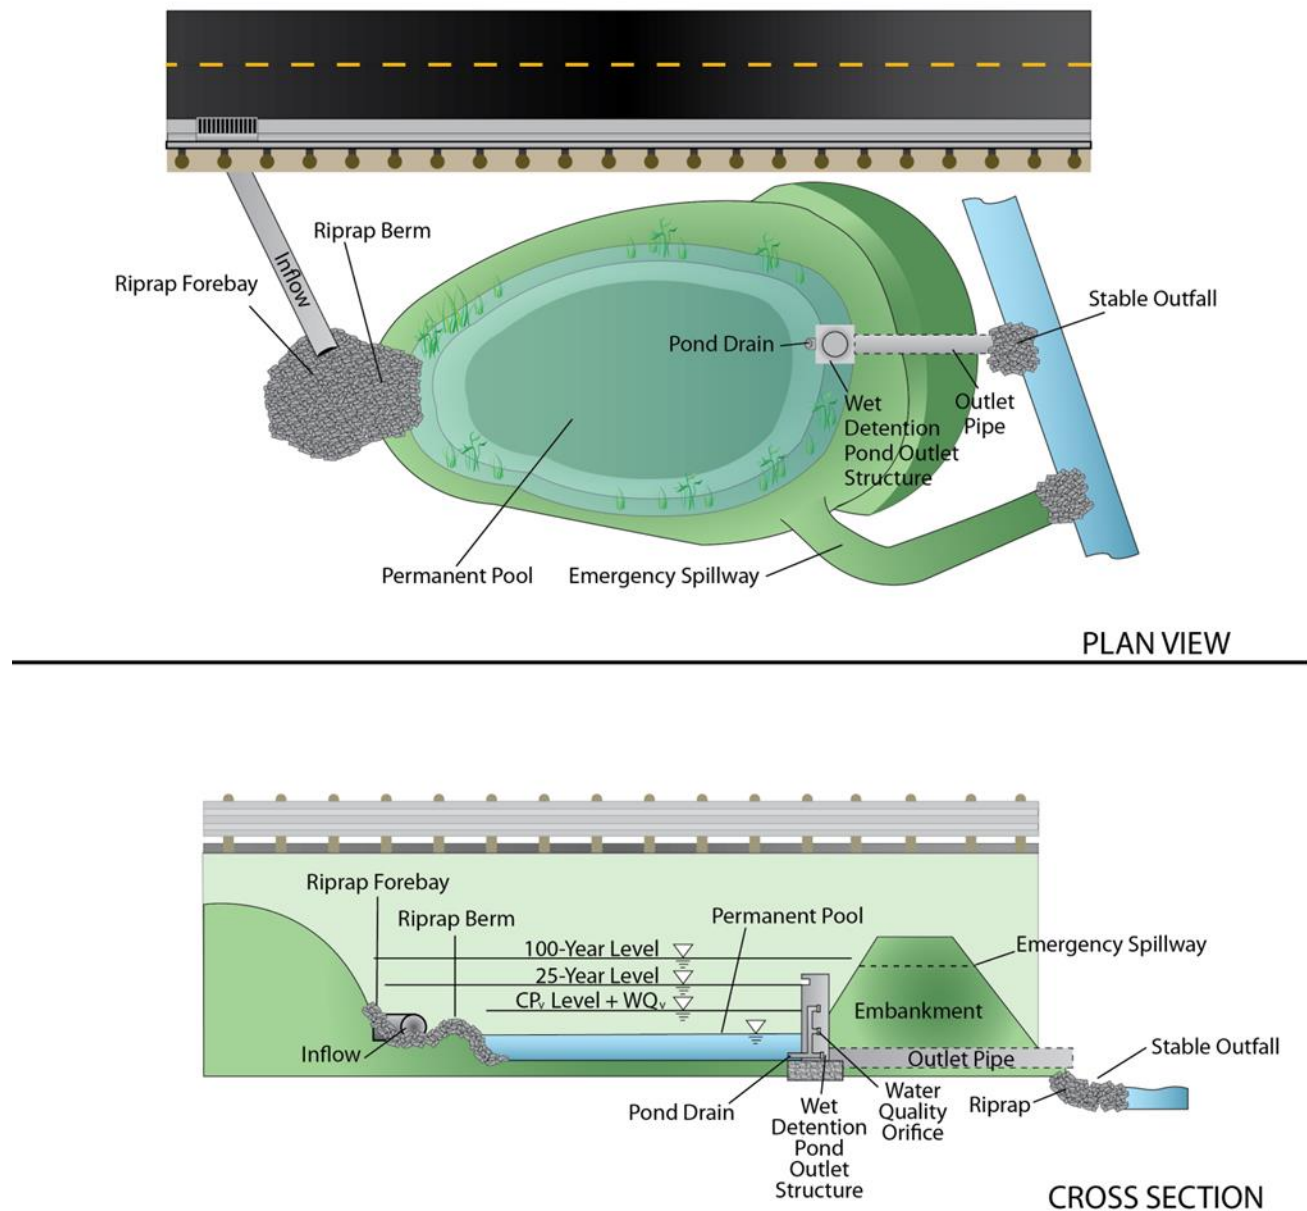 Riprap Berm
Riprap Forebay
Inflow
Stable Outfall
Pond Drain
Wet
Detention
Pond Outlet
Structure
Outlet
Pipe
Permanent Pool
Emergency Spillway
PLAN VIEW
Riprap Forebay
Riprap Berm
Permanent Pool
100-Year Level
Emergency Spillway
25-Year Level
CPv Level + WQv
Embankment
Inflow
Outlet Pipe
Stable Outfall
Pond Drain
Wet
Detention
Pond
Outlet
Structure
Water
Quality
Orifice
Riprap
CROSS SECTION